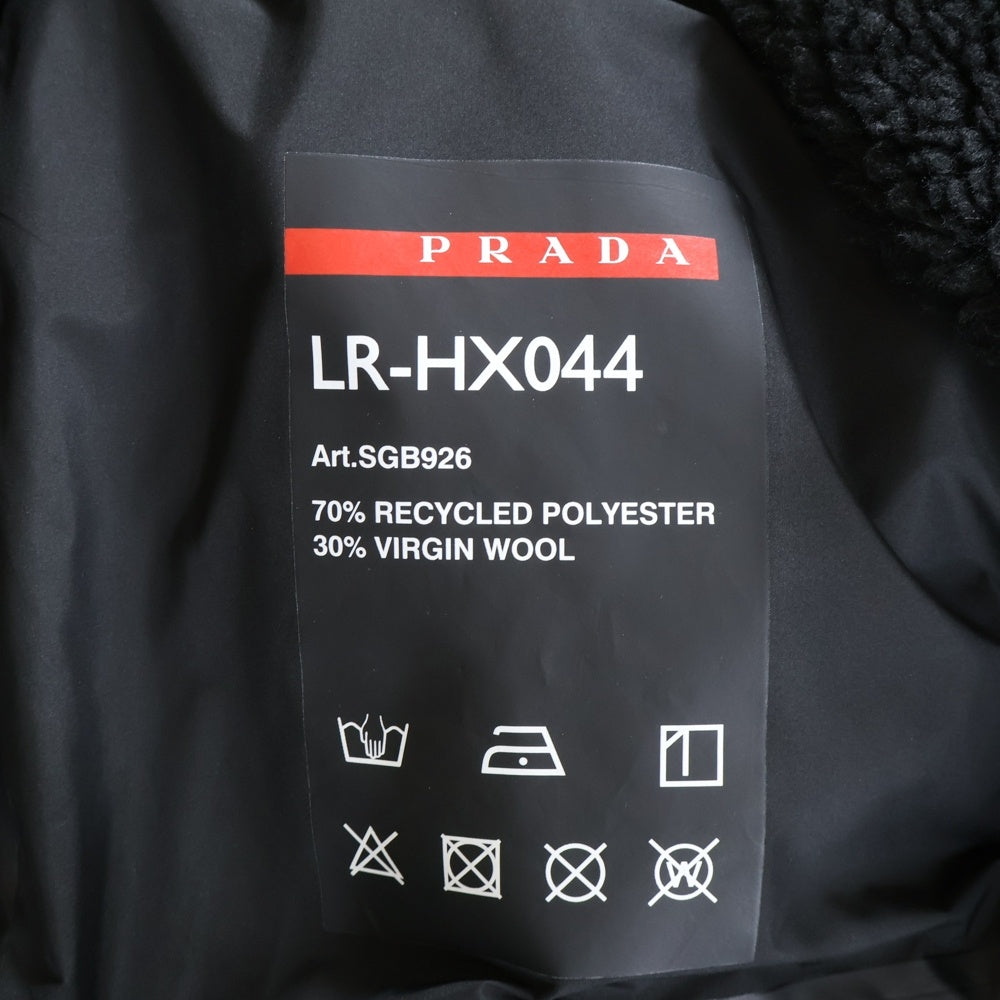 PRADA
LR-HX044
Art.SGB926
70% RECYCLED POLYESTER
30% VIRGIN WOOL
W